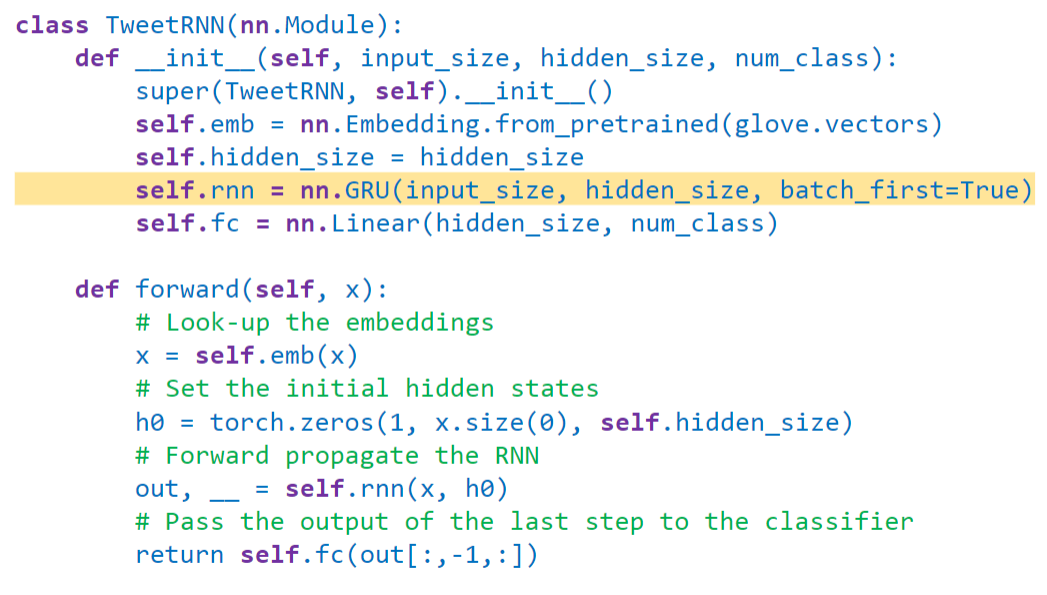 class TweetRNN(nn.Module):
    def __init__(self, input_size, hidden_size, num_class):
        super(TweetRNN, self).__init__()
        self.emb = nn.Embedding.from_pretrained(glove.vectors)
        self.hidden_size = hidden_size
        self.rnn = nn.GRU(input_size, hidden_size, batch_first=True)
        self.fc = nn.Linear(hidden_size, num_class)

    def forward(self, x):
        # Look-up the embeddings
        x = self.emb(x)
        # Set the initial hidden states
        h0 = torch.zeros(1, x.size(0), self.hidden_size)
        # Forward propagate the RNN
        out, __ = self.rnn(x, h0)
        # Pass the output of the last step to the classifier
        return self.fc(out[:,-1,:])